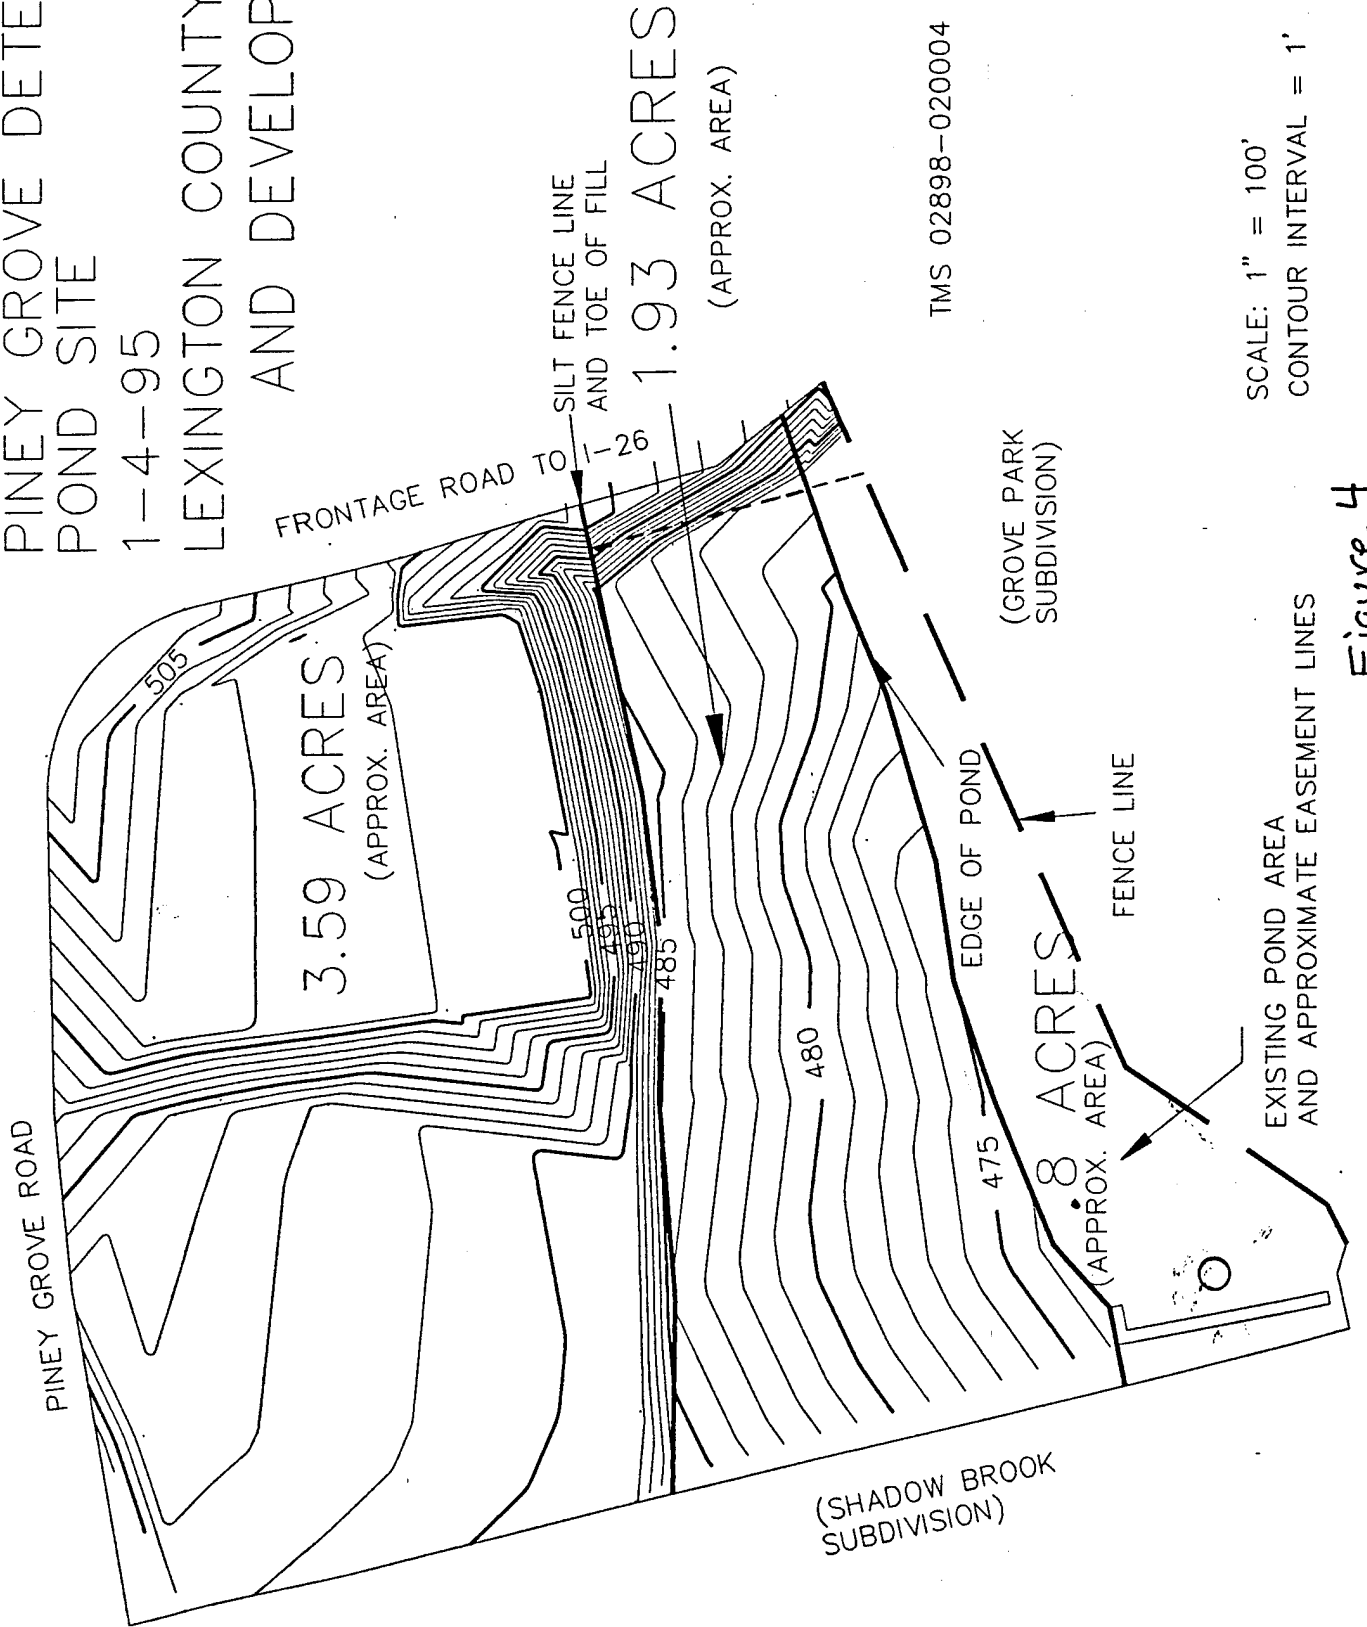 PINEY GROVE DETE
POND SITE
1-4-95
LEXINGTON COUNTY
AND DEVELOP
PINEY GROVE ROAD
FRONTAGE ROAD TO I-26
505
3.59 ACRES
(APPROX. AREA)
SILT FENCE LINE
AND TOE OF FILL
1.93 ACRES
(APPROX. AREA)
500
495
490
485
480
475
TMS 02898-020004
(GROVE PARK
SUBDIVISION)
EDGE OF POND
FENCE LINE
.8 ACRES
(APPROX. AREA)
EXISTING POND AREA
AND APPROXIMATE EASEMENT LINES
(SHADOW BROOK
SUBDIVISION)
SCALE: 1" = 100'
CONTOUR INTERVAL = 1'
Figure 4